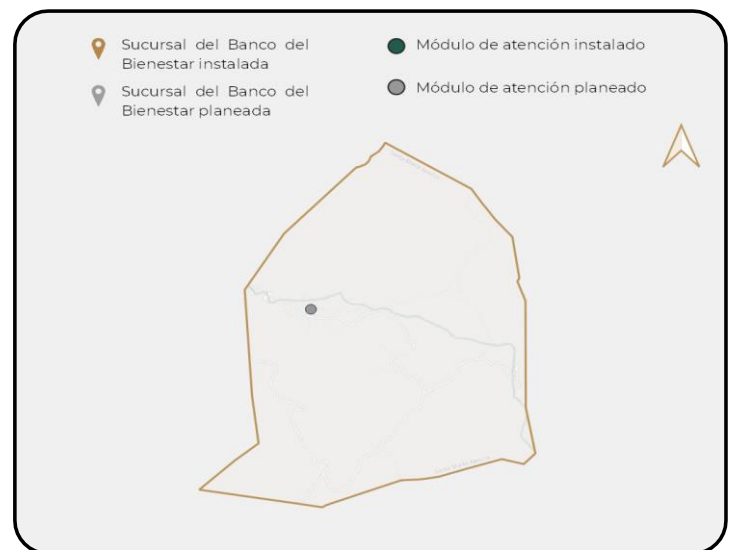 Sucursal del Banco del
Bienestar instalada
Sucursal del Banco del
Bienestar planeada
Módulo de atención instalado
Módulo de atención planeado